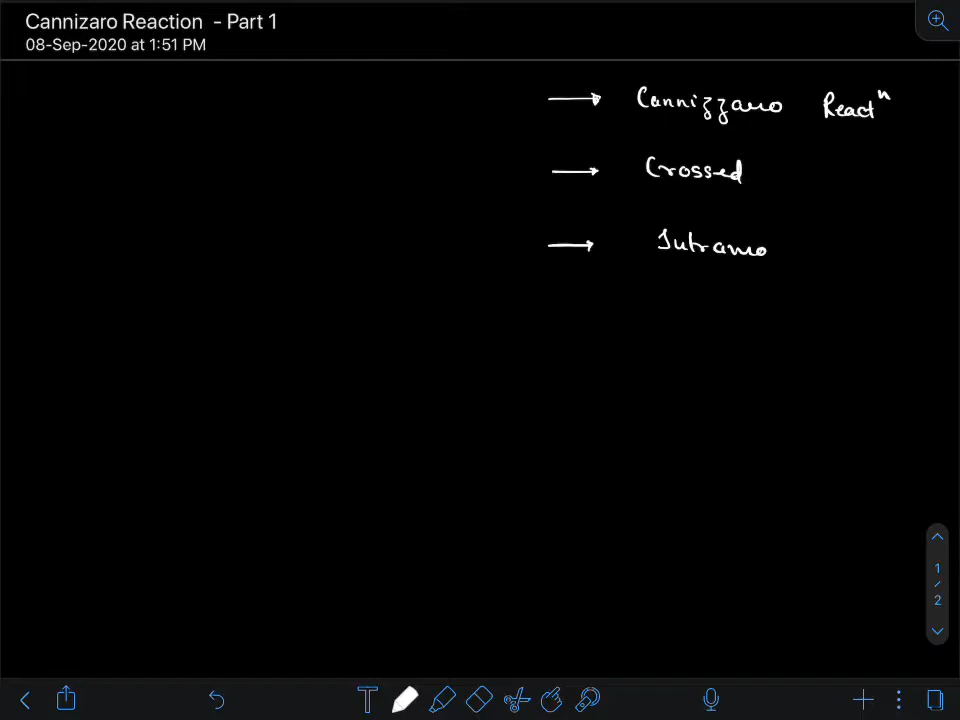 Cannizaro Reaction - Part 1
08-Sep-2020 at 1:51 PM
→ Cannizzaro Reactⁿ
→ Crossed
→ Intramo
T
1
/
2